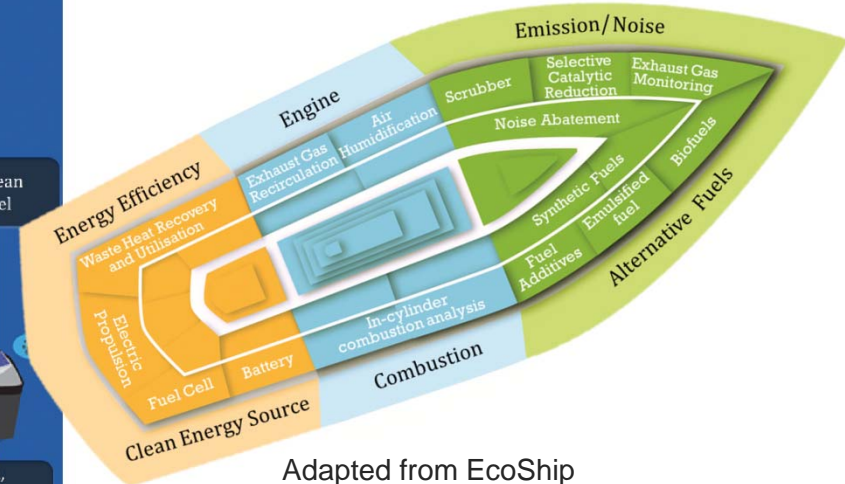 Emission/Noise
Engine
Energy Efficiency
Scrubber
Selective
Catalytic
Reduction
Exhaust Gas
Monitoring
Noise Abatement
Air
Humidification
Exhaust Gas
Recirculation
Waste Heat Recovery
and Utilisation
Electric
Propulsion
Fuel Cell
Battery
In-cylinder
combustion analysis
Fuel
Additives
Emulsified
fuel
Synthetic Fuels
Biofuels
Alternative Fuels
Combustion
Clean Energy Source
Adapted from EcoShip